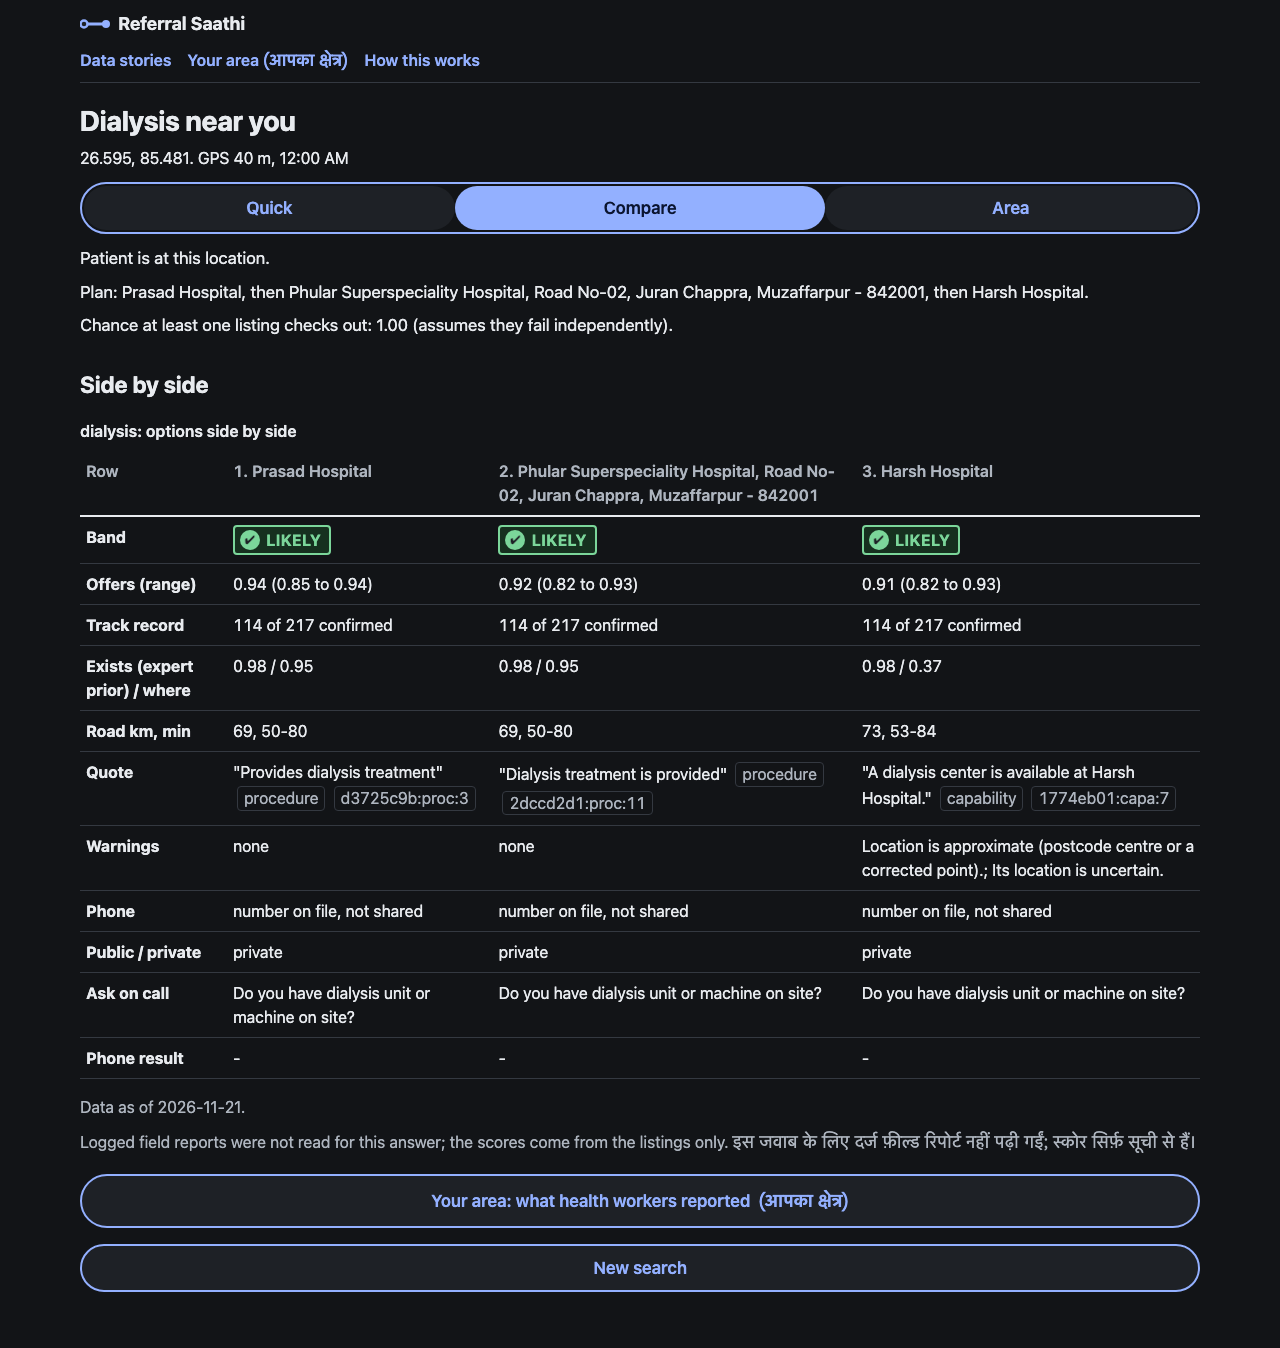 Referral Saathi
Data stories Your area (आपका क्षेत्र) How this works
Dialysis near you
26.595, 85.481. GPS 40 m, 12:00 AM
Quick Compare Area
Patient is at this location.
Plan: Prasad Hospital, then Phular Superspeciality Hospital, Road No-02, Juran Chappra, Muzaffarpur - 842001, then Harsh Hospital.
Chance at least one listing checks out: 1.00 (assumes they fail independently).
Side by side
dialysis: options side by side
Row 1. Prasad Hospital 2. Phular Superspeciality Hospital, Road No-02, Juran Chappra, Muzaffarpur - 842001 3. Harsh Hospital
Band LIKELY LIKELY LIKELY
Offers (range) 0.94 (0.85 to 0.94) 0.92 (0.82 to 0.93) 0.91 (0.82 to 0.93)
Track record 114 of 217 confirmed 114 of 217 confirmed 114 of 217 confirmed
Exists (expert prior) / where 0.98 / 0.95 0.98 / 0.95 0.98 / 0.37
Road km, min 69, 50-80 69, 50-80 73, 53-84
Quote "Provides dialysis treatment" procedure d3725c9b:proc:3 "Dialysis treatment is provided" procedure 2dccd2d1:proc:11 "A dialysis center is available at Harsh Hospital." capability 1774eb01:capa:7
Warnings none none Location is approximate (postcode centre or a corrected point).; Its location is uncertain.
Phone number on file, not shared number on file, not shared number on file, not shared
Public / private private private private
Ask on call Do you have dialysis unit or machine on site? Do you have dialysis unit or machine on site? Do you have dialysis unit or machine on site?
Phone result - - -
Data as of 2026-11-21.
Logged field reports were not read for this answer; the scores come from the listings only. इस जवाब के लिए दर्ज फ़ील्ड रिपोर्ट नहीं पढ़ी गईं; स्कोर सिर्फ़ सूची से हैं।
Your area: what health workers reported (आपका क्षेत्र)
New search